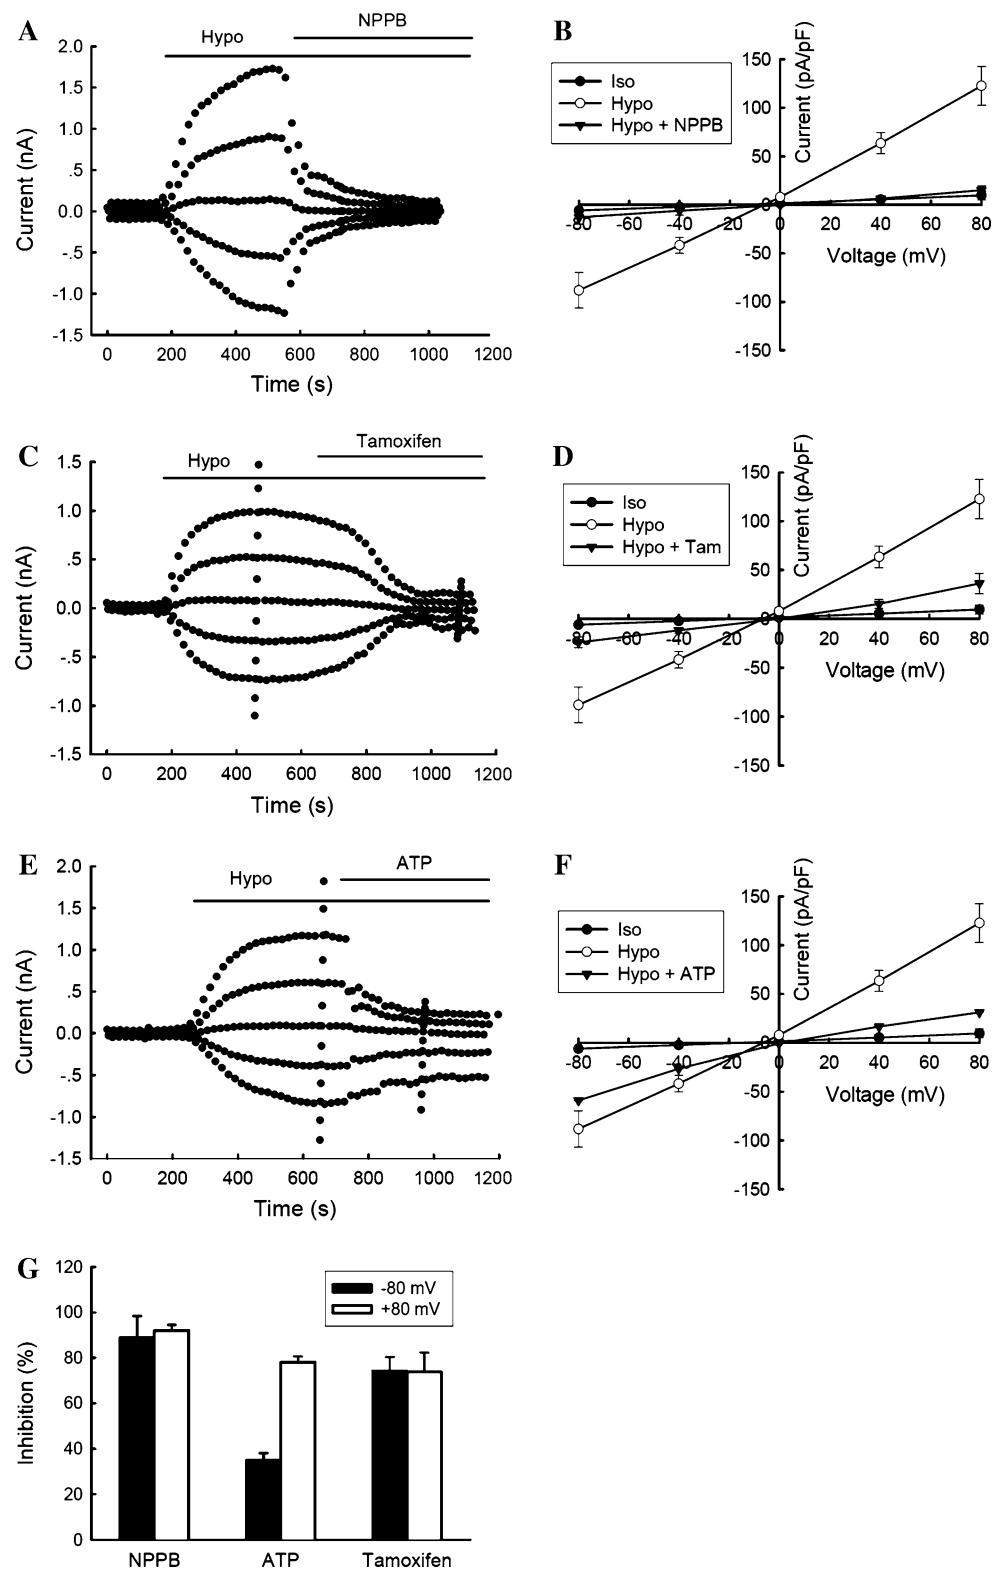 A
NPPB
Hypo
2.0
1.5
1.0
.5
0.0
-.5
-1.0
-1.5
Current (nA)
0 200 400 600 800 1000 1200
Time (s)
B
Iso
Hypo
Hypo + NPPB
Current (pA/pF)
150
100
50
0
-50
-100
-150
-80 -60 -40 -20 0 20 40 60 80
Voltage (mV)
C
Tamoxifen
Hypo
1.5
1.0
.5
0.0
-.5
-1.0
-1.5
Current (nA)
0 200 400 600 800 1000 1200
Time (s)
D
Iso
Hypo
Hypo + Tam
Current (pA/pF)
150
100
50
0
-50
-100
-150
-80 -60 -40 -20 0 20 40 60 80
Voltage (mV)
E
ATP
Hypo
2.0
1.5
1.0
.5
0.0
-.5
-1.0
-1.5
Current (nA)
0 200 400 600 800 1000 1200
Time (s)
F
Iso
Hypo
Hypo + ATP
Current (pA/pF)
150
100
50
0
-50
-100
-150
-80 -60 -40 -20 0 20 40 60 80
Voltage (mV)
G
-80 mV
+80 mV
120
100
80
60
40
20
0
Inhibition (%)
NPPB ATP Tamoxifen